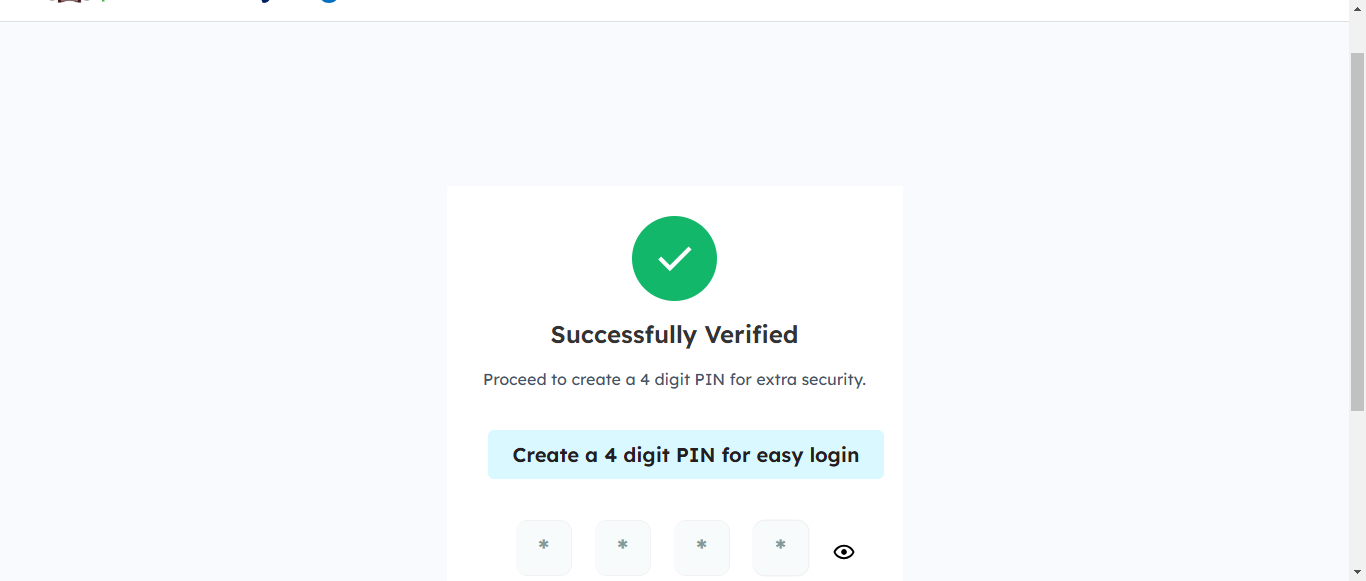 Successfully Verified
Proceed to create a 4 digit PIN for extra security.
Create a 4 digit PIN for easy login
* * * *